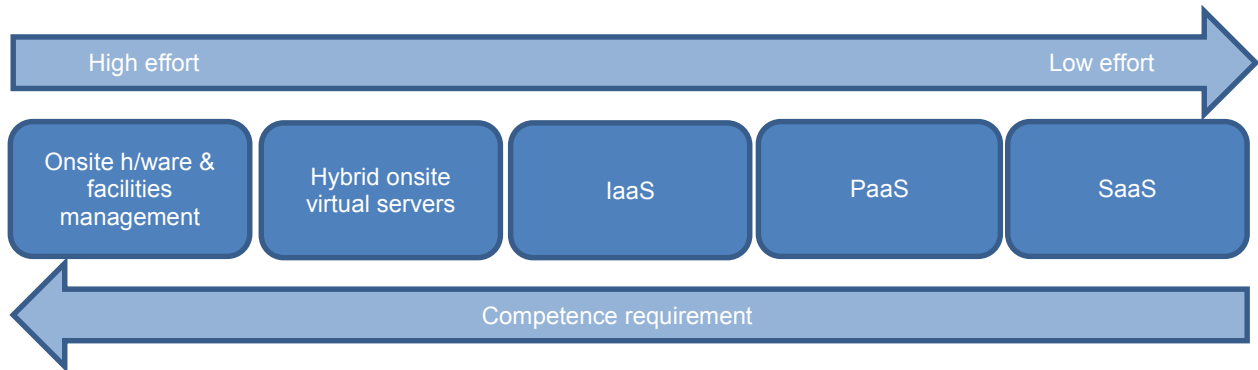 High effort
Low effort
Onsite h/ware &
facilities
management
Hybrid onsite
virtual servers
IaaS
PaaS
SaaS
Competence requirement